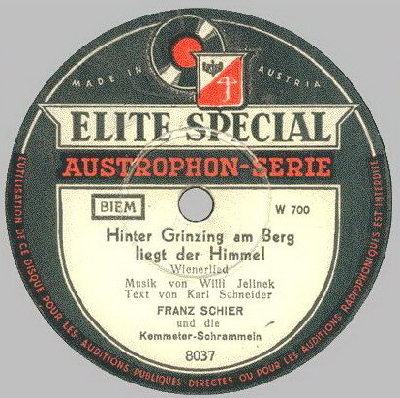 MADE IN AUSTRIA
ELITE SPECIAL
AUSTROPHON-SERIE
BIEM
W 700
Hinter Grinzing am Berg
liegt der Himmel
Wienerlied
Musik von Willi Jelinek
Text von Karl Schneider
FRANZ SCHIER
und die
Kemmeter-Schrammeln
8037
L'UTILISATION DE CE DISQUE POUR LES AUDITIONS PUBLIQUES DIRECTES OU POUR LES AUDITIONS RADIOPHONIQUES EST INTERDITE